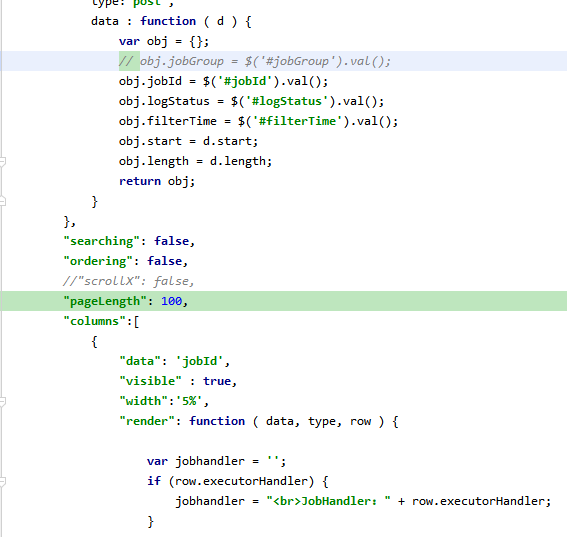 type: "post",
data : function ( d ) {
var obj = {};
// obj.jobGroup = $('#jobGroup').val();
obj.jobId = $('#jobId').val();
obj.logStatus = $('#logStatus').val();
obj.filterTime = $('#filterTime').val();
obj.start = d.start;
obj.length = d.length;
return obj;
}
},
"searching": false,
"ordering": false,
//"scrollX": false,
"pageLength": 100,
"columns":[
{
"data": 'jobId',
"visible" : true,
"width":'5%',
"render": function ( data, type, row ) {
var jobhandler = '';
if (row.executorHandler) {
jobhandler = "<br>JobHandler：" + row.executorHandler;
}